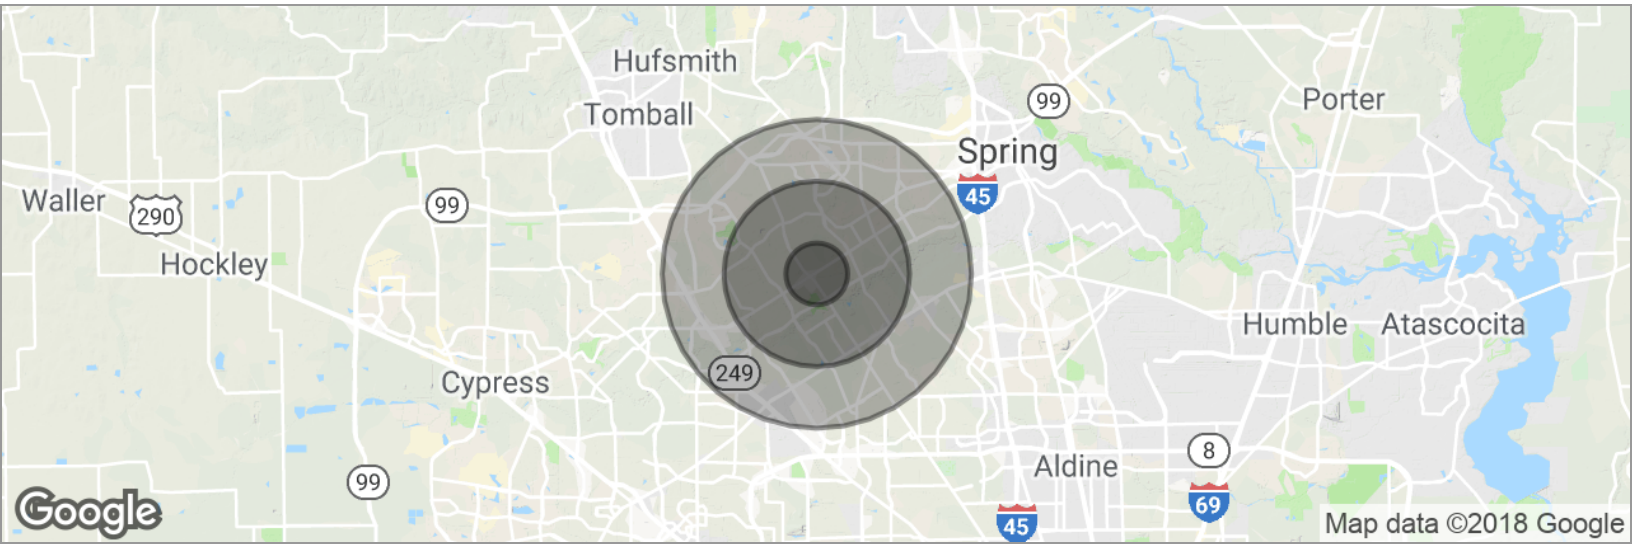 Hufsmith
Tomball
99
Porter
Spring
45
Waller
290
99
Hockley
Humble
Atascocita
249
Cypress
8
Aldine
99
69
45
Google
Map data ©2018 Google